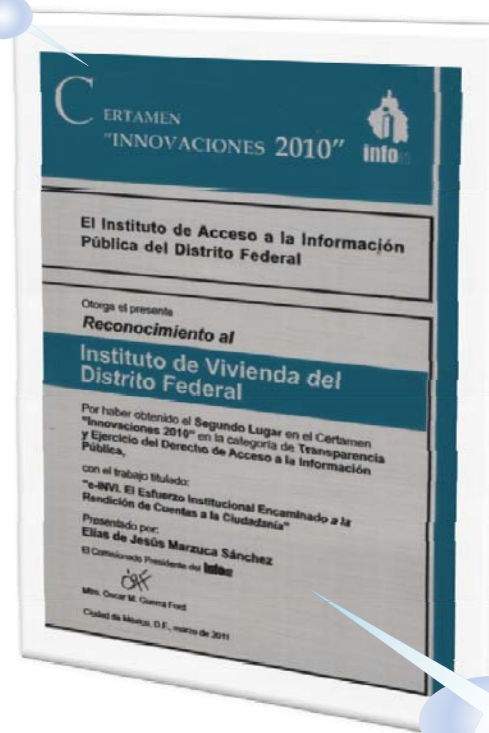 CERTAMEN
"INNOVACIONES 2010"
info
El Instituto de Acceso a la Información
Pública del Distrito Federal
Otorga el presente
Reconocimiento al
Instituto de Vivienda del
Distrito Federal
Por haber obtenido el Segundo Lugar en el Certamen
"Innovaciones 2010" en la categoría de Transparencia
y Ejercicio del Derecho de Acceso a la Información
Pública,
con el trabajo titulado:
"e-INVI. El Esfuerzo Institucional Encaminado a la
Rendición de Cuentas a la Ciudadanía"
Presentado por:
Elías de Jesús Marzuca Sánchez
El Comisionado Presidente del info
Mtro. Oscar M. Guerra Ford
Ciudad de México, D.F., marzo de 2011